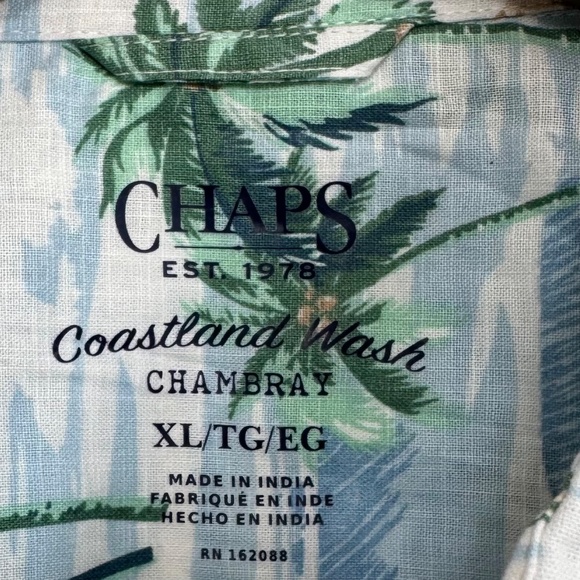 CHAPS
EST. 1978
Coastland Wash
CHAMBRAY
XL/TG/EG
MADE IN INDIA
FABRIQUÉ EN INDE
HECHO EN INDIA
RN 162088